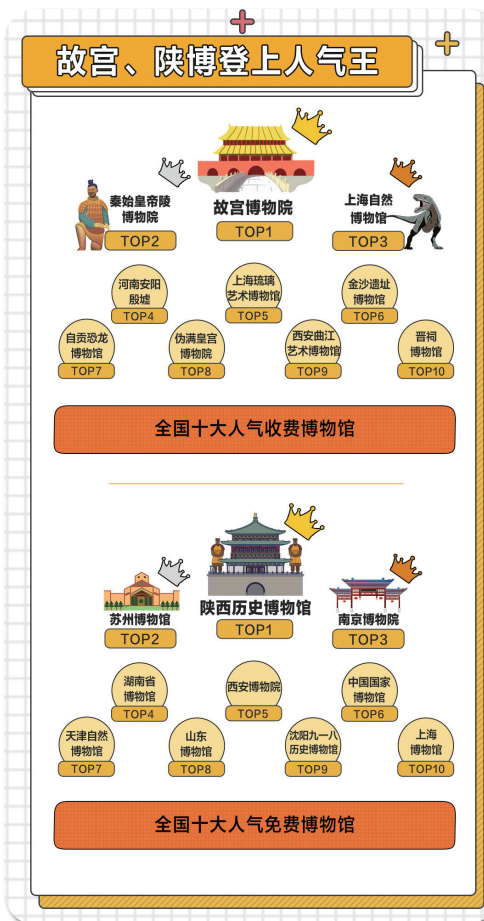 故宫、陕博登上人气王
故宫博物院
TOP1
秦始皇帝陵
博物院
TOP2
上海自然
博物馆
TOP3
河南安阳
殷墟
TOP4
上海琉璃
艺术博物馆
TOP5
金沙遗址
博物馆
TOP6
自贡恐龙
博物馆
TOP7
伪满皇宫
博物院
TOP8
西安曲江
艺术博物馆
TOP9
晋祠
博物馆
TOP10
全国十大人气收费博物馆
陕西历史博物馆
TOP1
苏州博物馆
TOP2
南京博物院
TOP3
湖南省
博物馆
TOP4
西安博物院
TOP5
中国国家
博物馆
TOP6
天津自然
博物馆
TOP7
山东
博物馆
TOP8
沈阳九一八
历史博物馆
TOP9
上海
博物馆
TOP10
全国十大人气免费博物馆